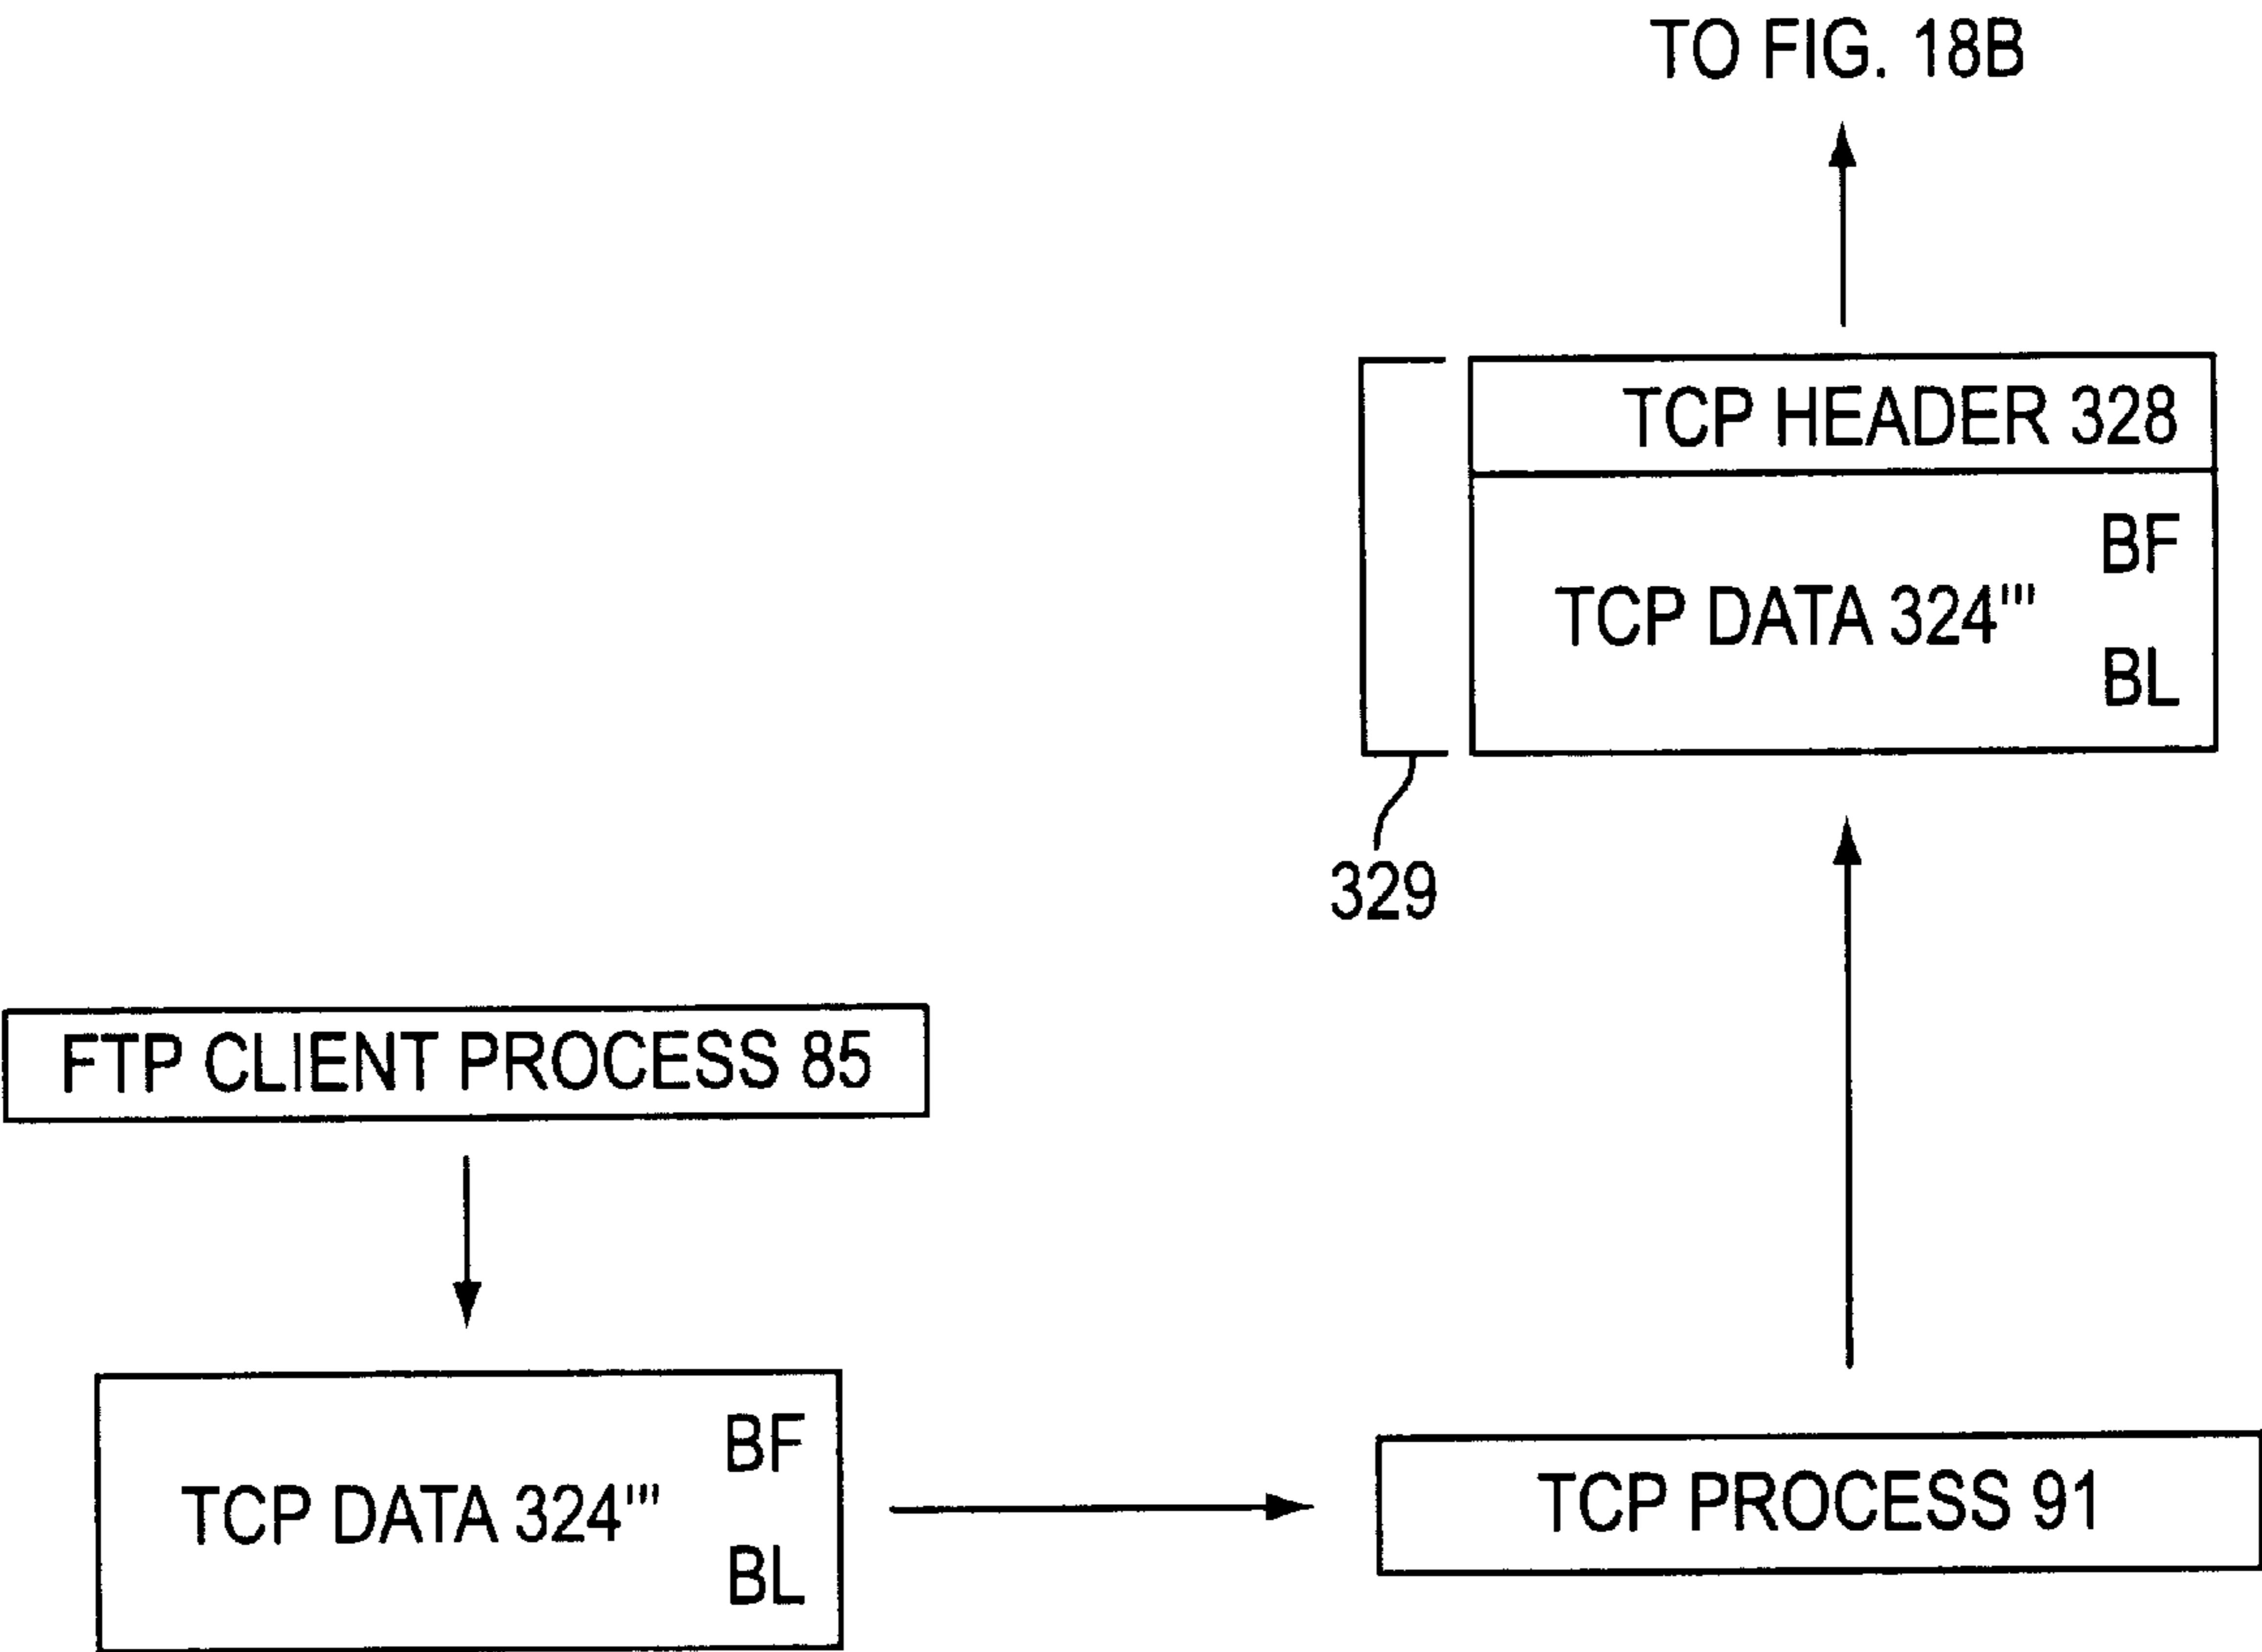 TO FIG. 18B
TCP HEADER 328
BF
TCP DATA 324'''
BL
329
FTP CLIENT PROCESS 85
BF
TCP DATA 324'''
BL
TCP PROCESS 91